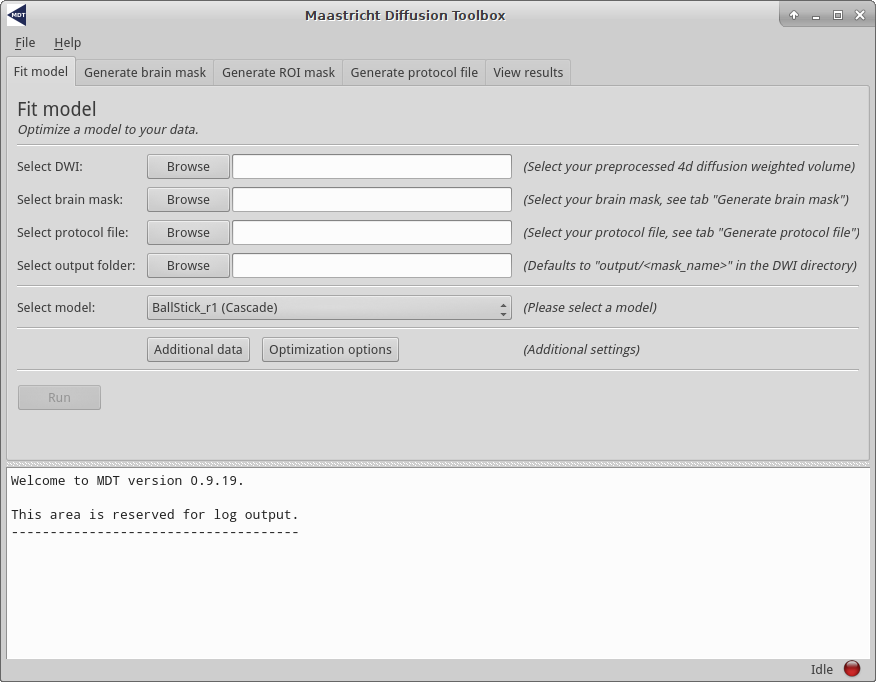 MDT
Maastricht Diffusion Toolbox
File Help
Fit model Generate brain mask Generate ROI mask Generate protocol file View results
Fit model
Optimize a model to your data.
Select DWI: Browse (Select your preprocessed 4d diffusion weighted volume)
Select brain mask: Browse (Select your brain mask, see tab "Generate brain mask")
Select protocol file: Browse (Select your protocol file, see tab "Generate protocol file")
Select output folder: Browse (Defaults to "output/<mask_name>" in the DWI directory)
Select model: BallStick_r1 (Cascade) (Please select a model)
Additional data Optimization options (Additional settings)
Run
Welcome to MDT version 0.9.19.
This area is reserved for log output.
-------------------------------------
Idle